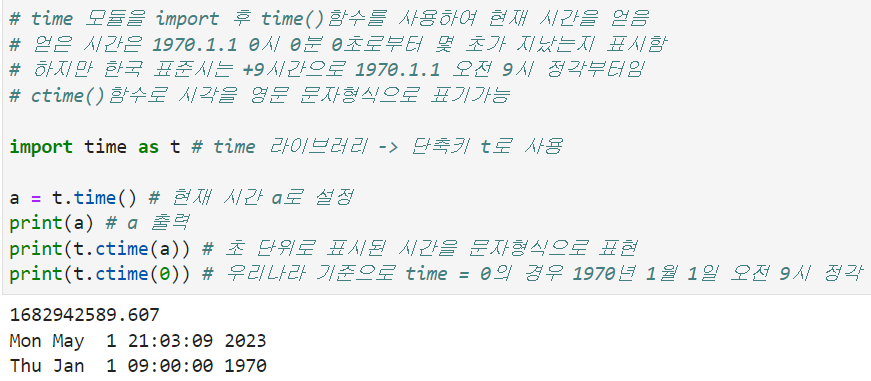 # time 모듈을 import 후 time()함수를 사용하여 현재 시간을 얻음
# 얻은 시간은 1970.1.1 0시 0분 0초로부터 몇 초가 지났는지 표시함
# 하지만 한국 표준시는 +9시간으로 1970.1.1 오전 9시 정각부터임
# ctime()함수로 시각을 영문 문자형식으로 표기가능
import time as t # time 라이브러리 -> 단축키 t로 사용
a = t.time() # 현재 시간 a로 설정
print(a) # a 출력
print(t.ctime(a)) # 초 단위로 표시된 시간을 문자형식으로 표현
print(t.ctime(0)) # 우리나라 기준으로 time = 0의 경우 1970년 1월 1일 오전 9시 정각
1682942589.607
Mon May  1 21:03:09 2023
Thu Jan  1 09:00:00 1970